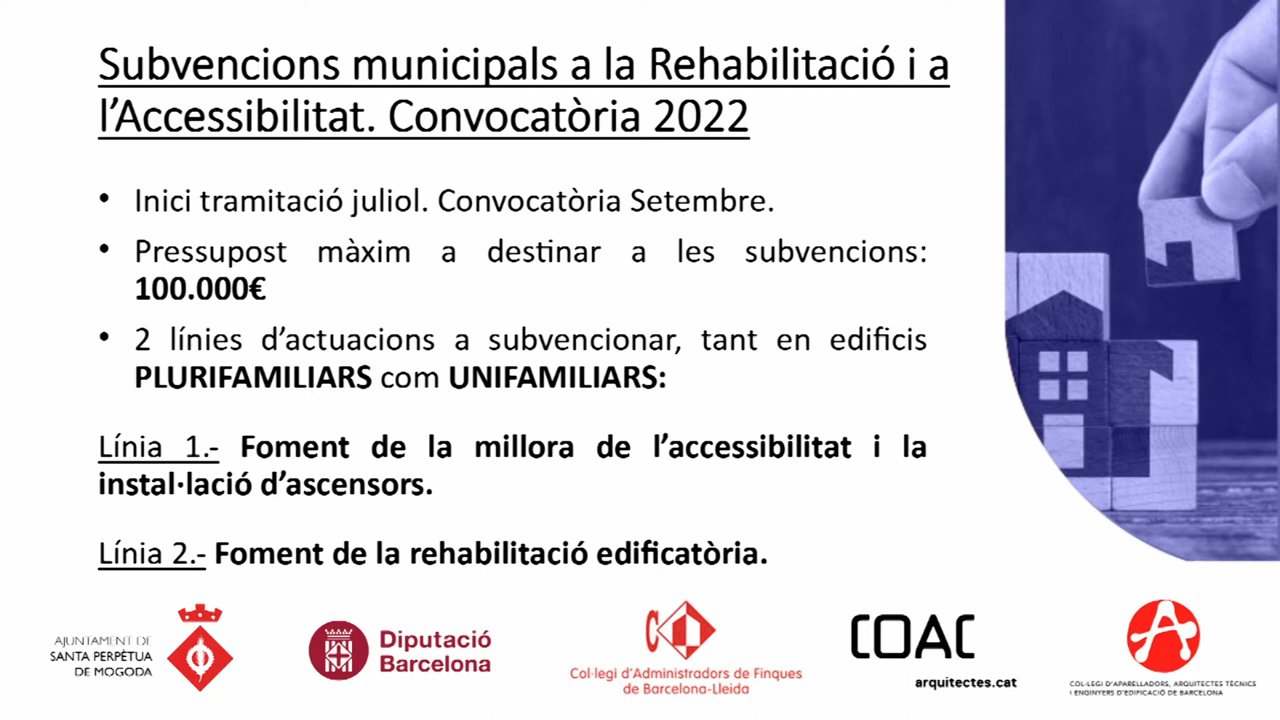 Subvencions municipals a la Rehabilitació i a
l’Accessibilitat. Convocatòria 2022
• Inici tramitació juliol. Convocatòria Setembre.
• Pressupost màxim a destinar a les subvencions:
100.000€
• 2 línies d’actuacions a subvencionar, tant en edificis
PLURIFAMILIARS com UNIFAMILIARS:
Línia 1.- Foment de la millora de l’accessibilitat i la
instal·lació d’ascensors.
Línia 2.- Foment de la rehabilitació edificatòria.
AJUNTAMENT DE
SANTA PERPÈTUA
DE MOGODA
Diputació
Barcelona
Col·legi d’Administradors de Finques
de Barcelona-Lleida
COAC
arquitectes.cat
COL·LEGI D’APARELLADORS, ARQUITECTES TÈCNICS
I ENGINYERS D’EDIFICACIÓ DE BARCELONA